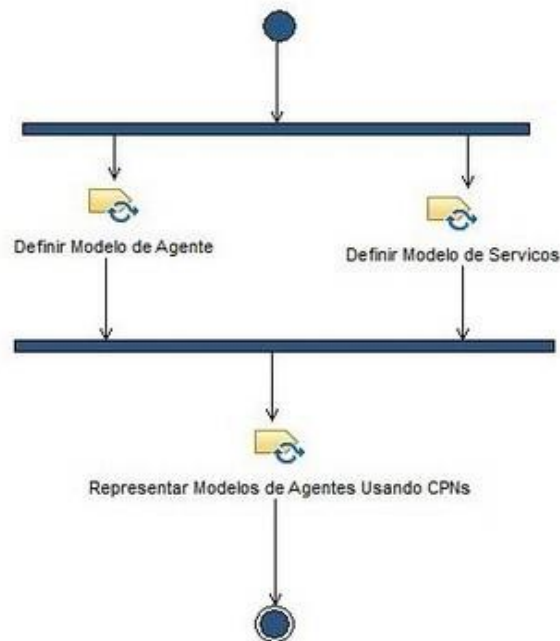 Definir Modelo de Agente
Definir Modelo de Servicos
Representar Modelos de Agentes Usando CPNs